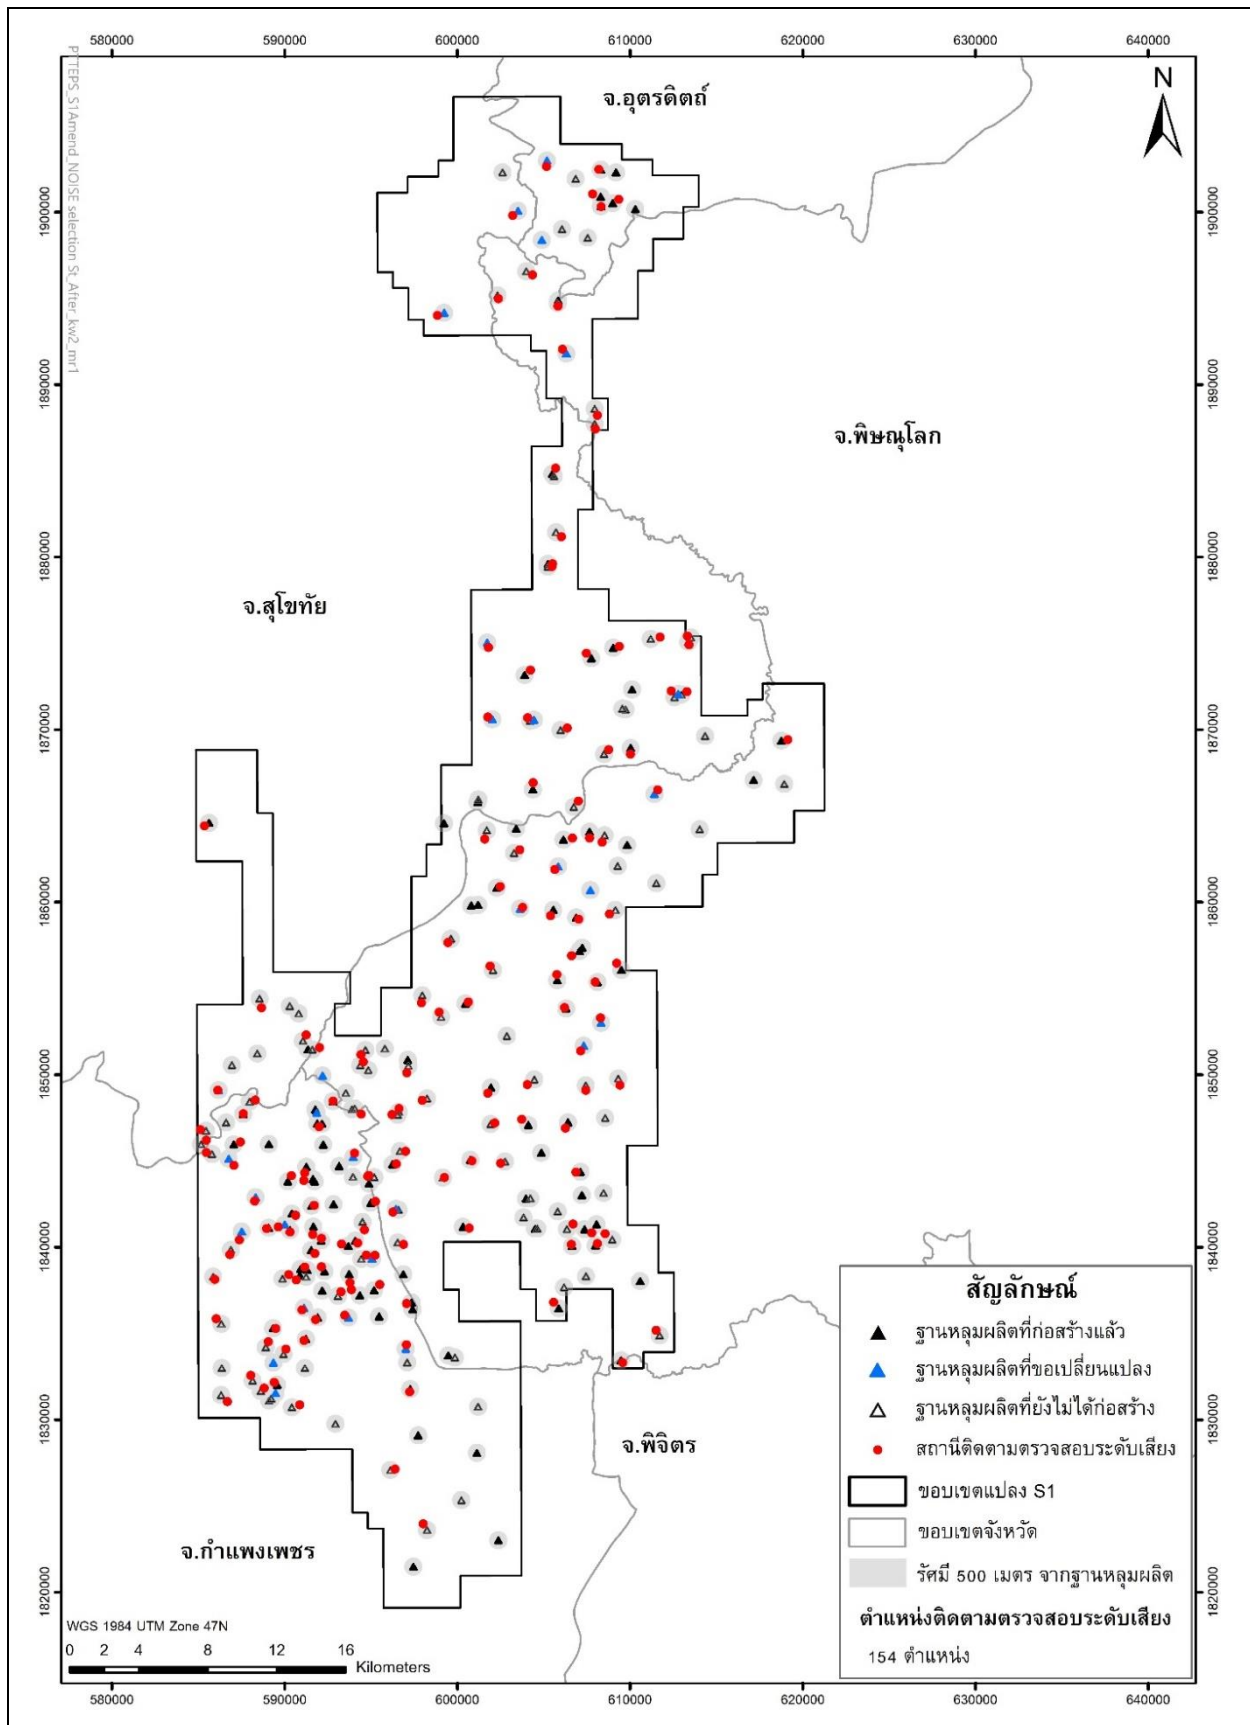 580000 590000 600000 610000 620000 630000 640000
PTTEPS_S1Amend_NOISE selection St_After_kw2_mr1
N
จ.อุตรดิตถ์
1900000 1900000
1890000 1890000
จ.พิษณุโลก
1880000 1880000
จ.สุโขทัย
1870000 1870000
1860000 1860000
1850000 1850000
1840000 1840000
สัญลักษณ์
ฐานหลุมผลิตที่ก่อสร้างแล้ว
ฐานหลุมผลิตที่ขอเปลี่ยนแปลง
ฐานหลุมผลิตที่ยังไม่ได้ก่อสร้าง
สถานีติดตามตรวจสอบระดับเสียง
ขอบเขตแปลง S1
ขอบเขตจังหวัด
รัศมี 500 เมตร จากฐานหลุมผลิต
ตำแหน่งติดตามตรวจสอบระดับเสียง
154 ตำแหน่ง
1830000 1830000
จ.พิจิตร
จ.กำแพงเพชร
1820000 1820000
WGS 1984 UTM Zone 47N
0 2 4 8 12 16
Kilometers
580000 590000 600000 610000 620000 630000 640000